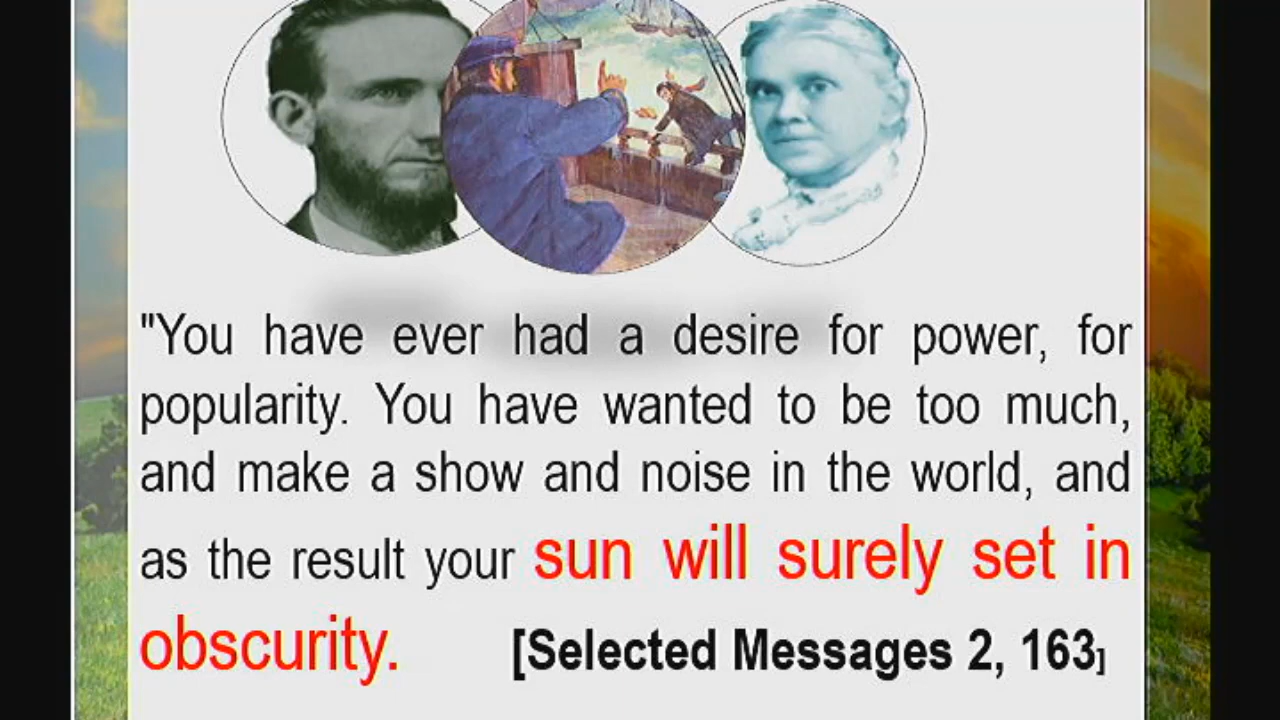 "You have ever had a desire for power, for
popularity. You have wanted to be too much,
and make a show and noise in the world, and
as the result your sun will surely set in
obscurity. [Selected Messages 2, 163]